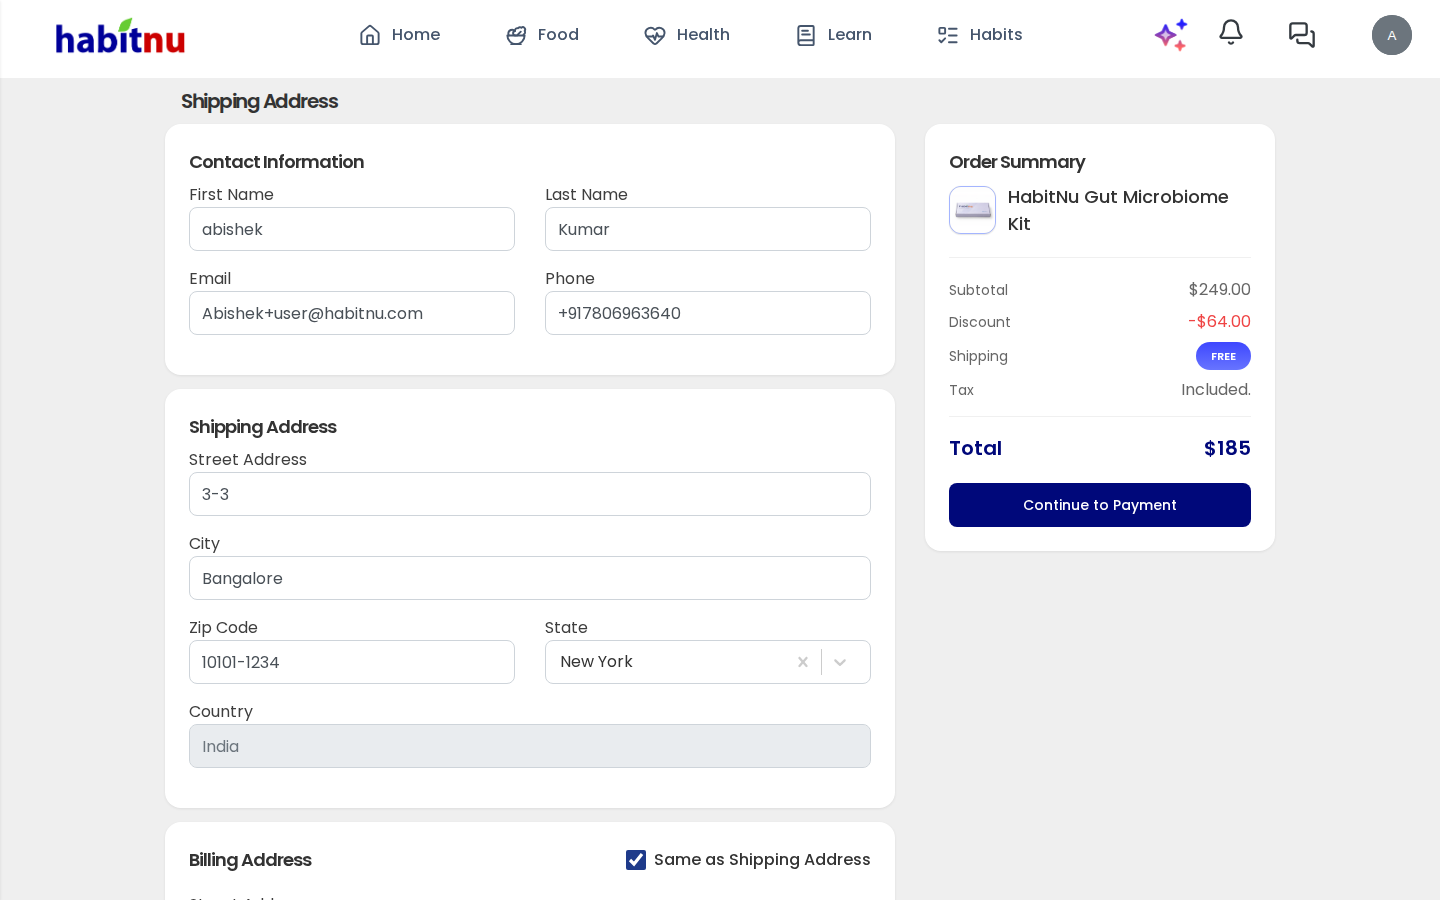 habitnu
Home
Food
Health
Learn
Habits
A
Shipping Address
Contact Information
First Name
Last Name
abishek
Kumar
Email
Phone
Abishek+user@habitnu.com
+917806963640
Shipping Address
Street Address
3-3
City
Bangalore
Zip Code
State
10101-1234
New York
Country
India
Billing Address
Same as Shipping Address
Order Summary
HabitNu Gut Microbiome
Kit
Subtotal
$249.00
Discount
-$64.00
Shipping
FREE
Tax
Included.
Total
$185
Continue to Payment